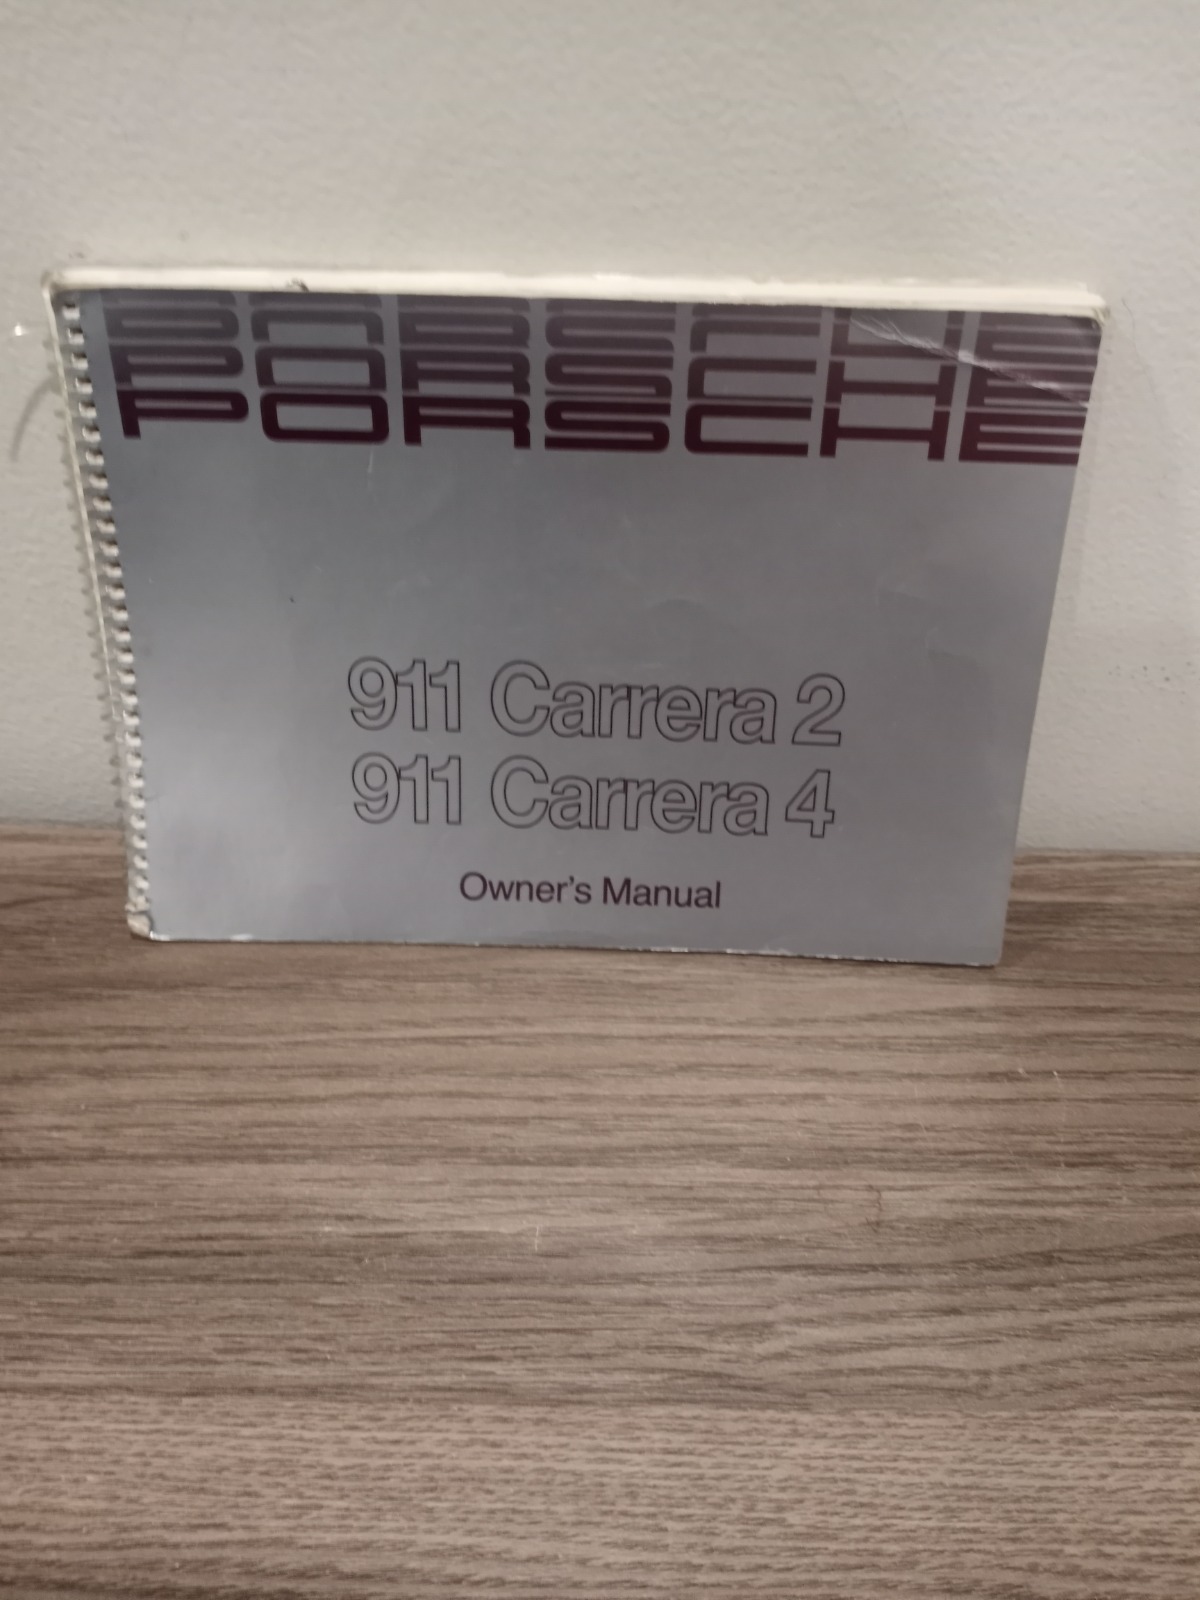 PORSCHE
PORSCHE
PORSCHE
911 Carrera 2
911 Carrera 4
Owner's Manual